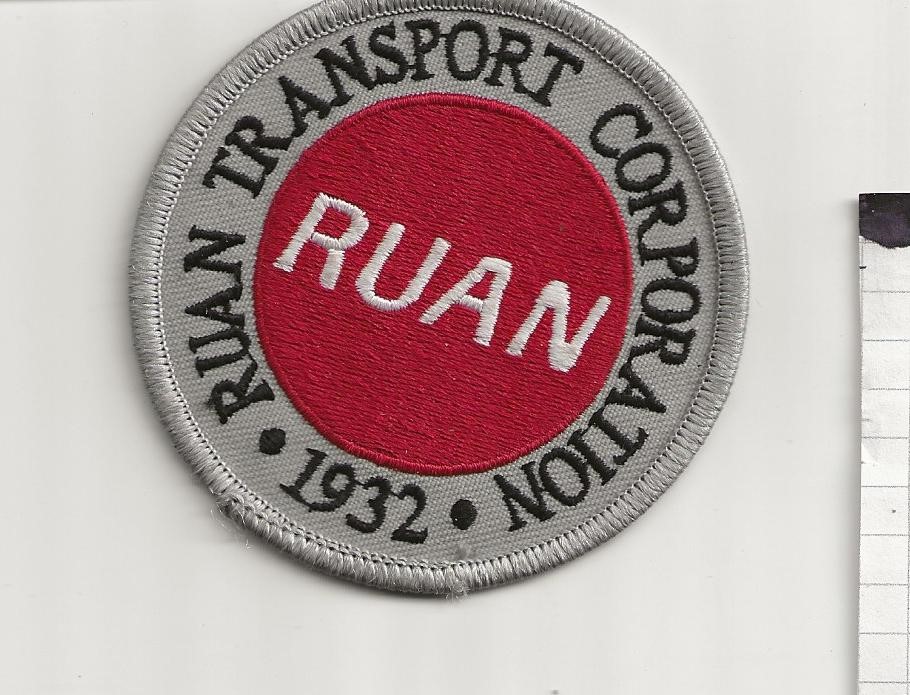 RUAN TRANSPORT CORPORATION
• 1932 •
RUAN